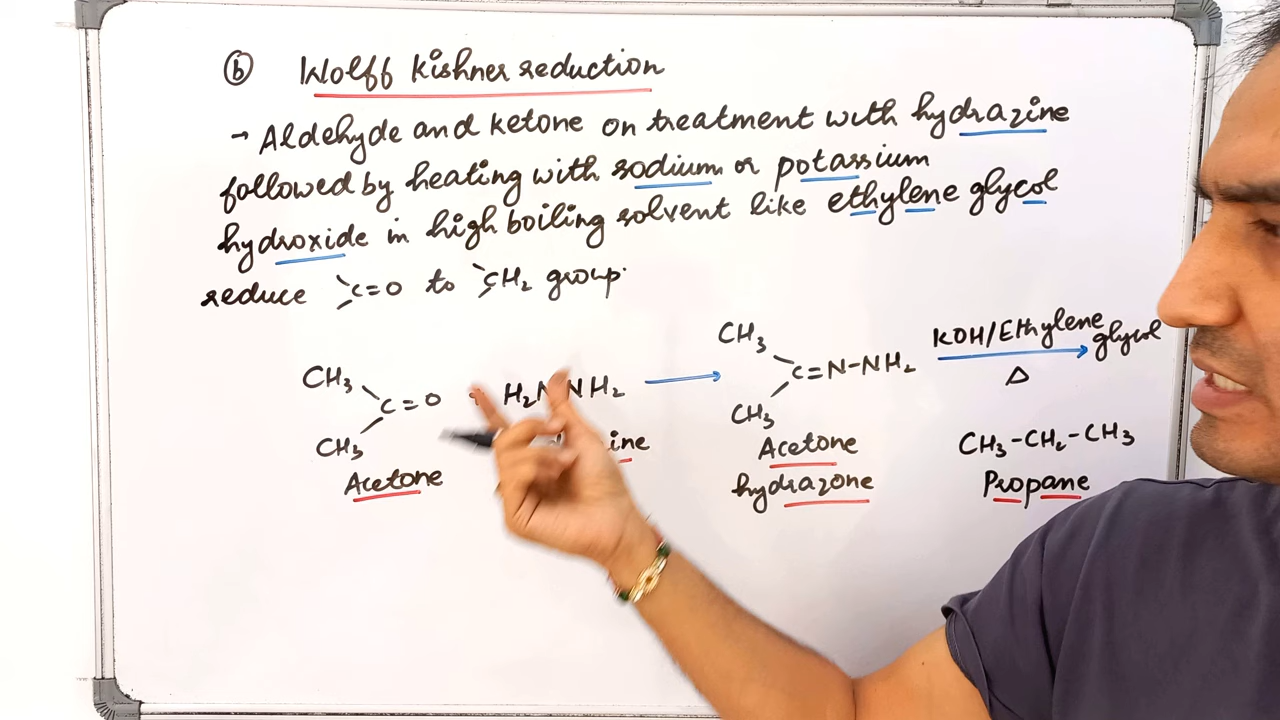 ⓑ Wolff Kishner reduction
→ Aldehyde and ketone on treatment with hydrazine
followed by heating with sodium or potassium
hydroxide in high boiling solvent like ethylene glycol
reduce >C=O to >CH₂ group.
CH₃ CH₃ KOH/Ethylene glycol
C=O H₂N NH₂ → C=N-NH₂ → Δ
CH₃ CH₃ CH₃-CH₂-CH₃
Acetone Acetone Propane
hydrazone